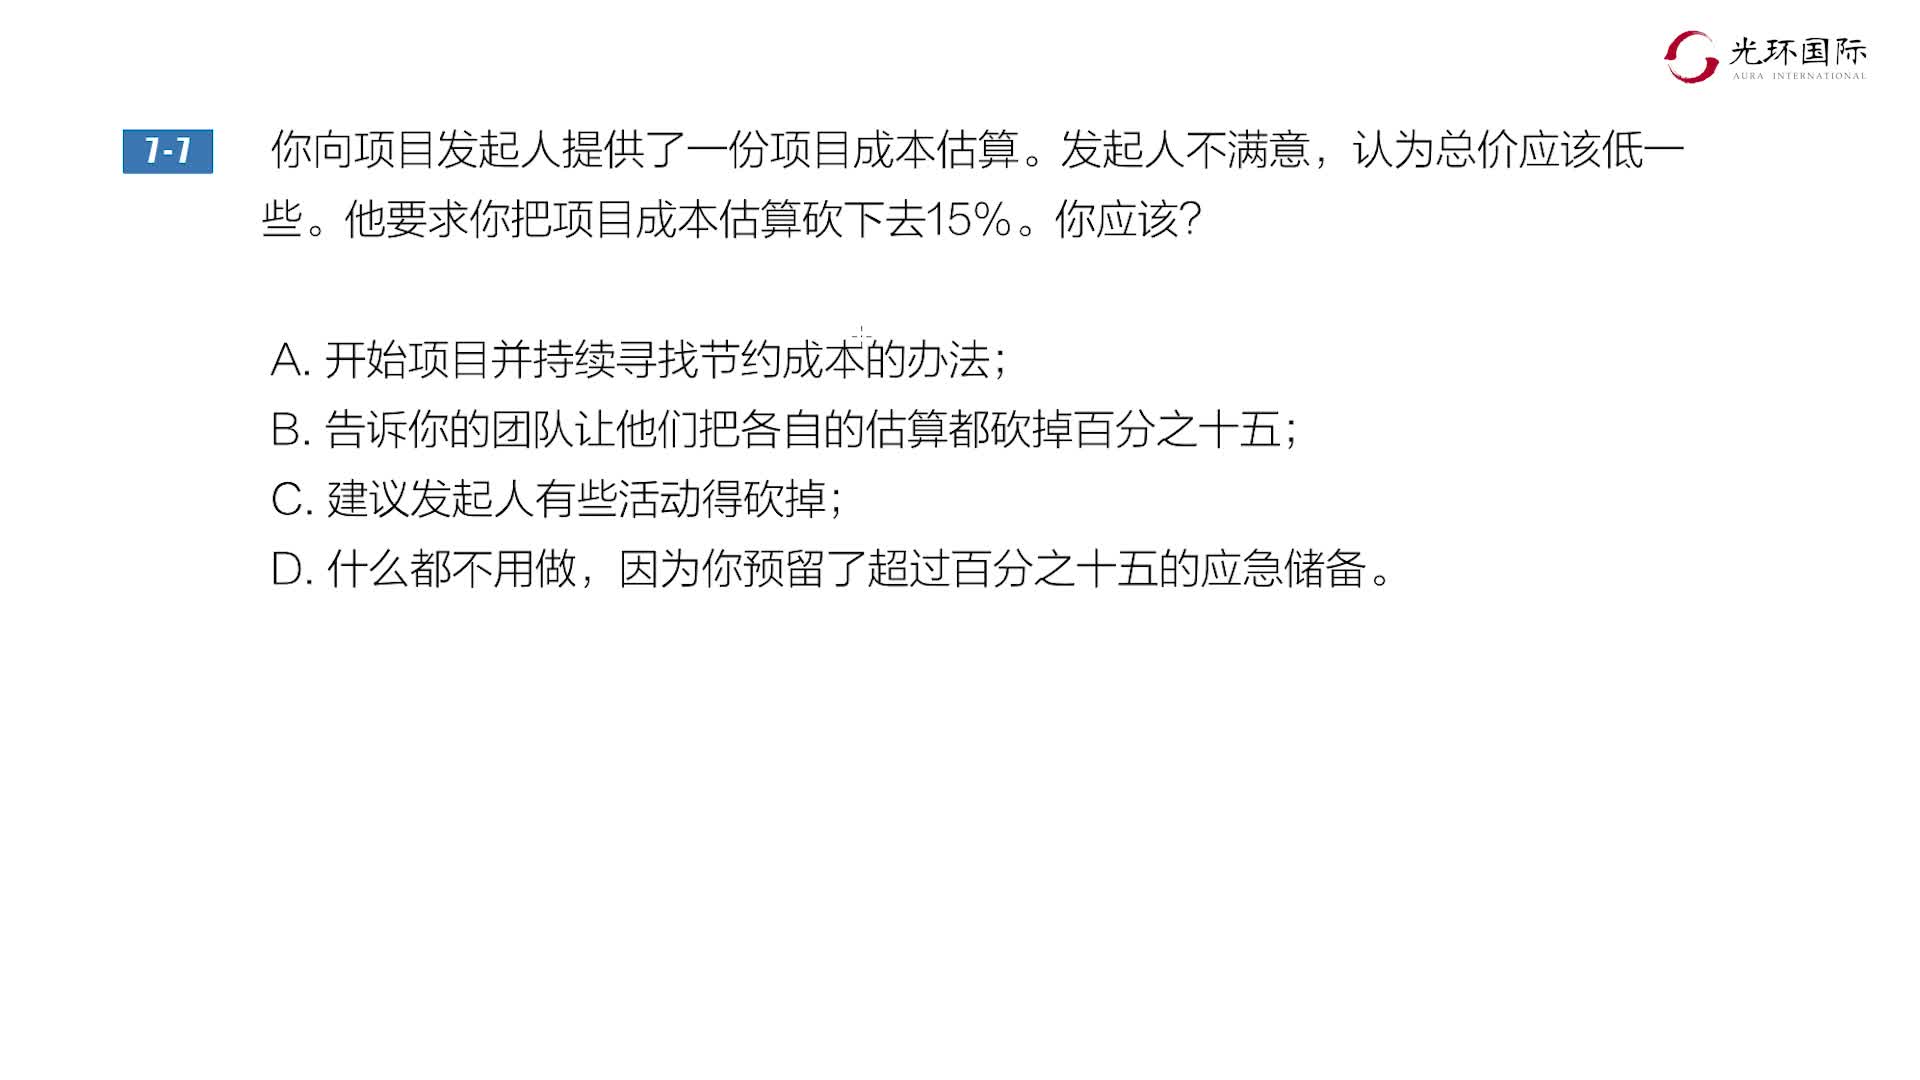 光环国际
AURA INTERNATIONAL
7-7 你向项目发起人提供了一份项目成本估算。发起人不满意，认为总价应该低一
些。他要求你把项目成本估算砍下去15%。你应该？
A. 开始项目并持续寻找节约成本的办法；
B. 告诉你的团队让他们把各自的估算都砍掉百分之十五；
C. 建议发起人有些活动得砍掉；
D. 什么都不用做，因为你预留了超过百分之十五的应急储备。